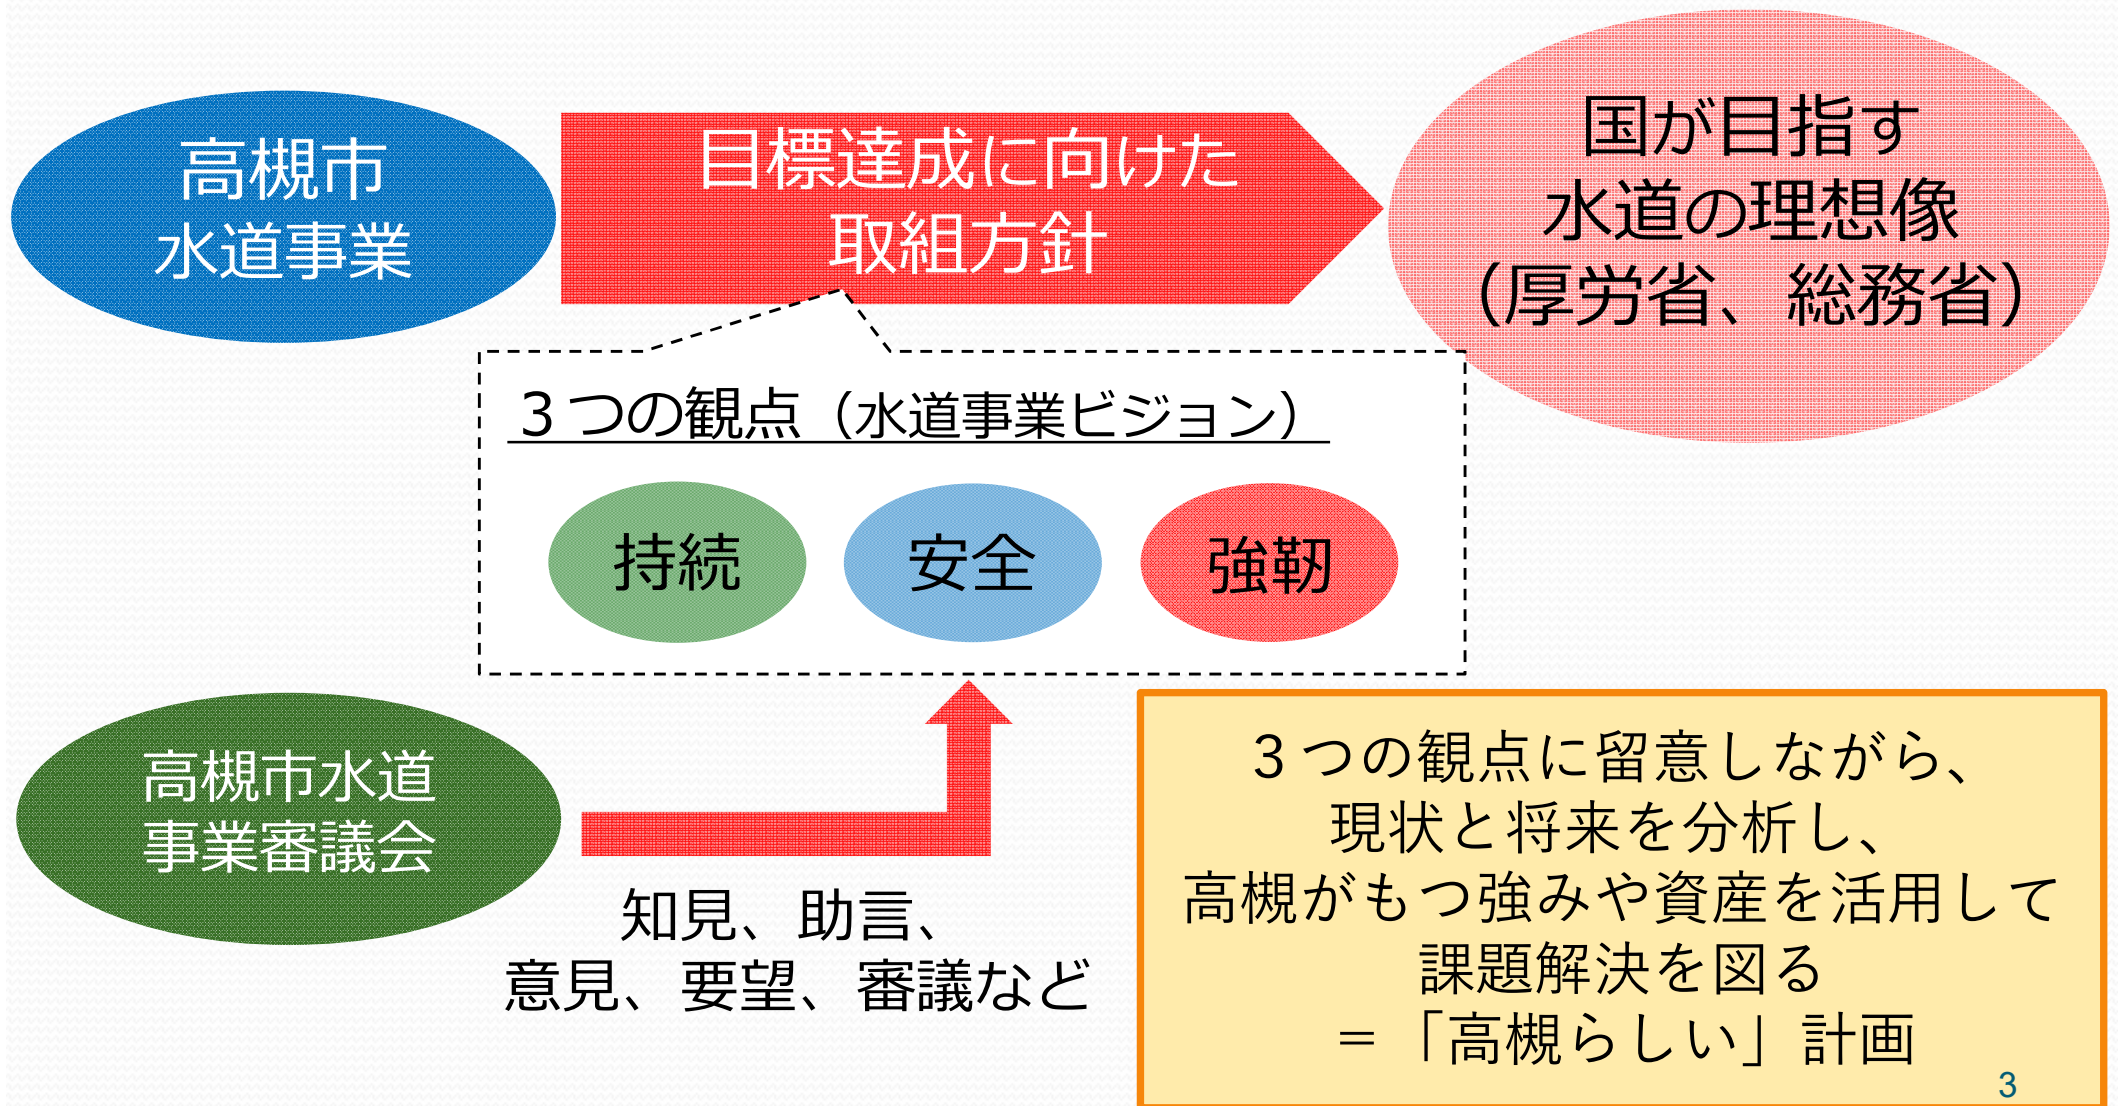 高槻市
水道事業
目標達成に向けた
取組方針
国が目指す
水道の理想像
（厚労省、総務省）
３つの観点（水道事業ビジョン）
持続
安全
強靭
高槻市水道
事業審議会
知見、助言、
意見、要望、審議など
３つの観点に留意しながら、
現状と将来を分析し、
高槻がもつ強みや資産を活用して
課題解決を図る
＝「高槻らしい」計画
3